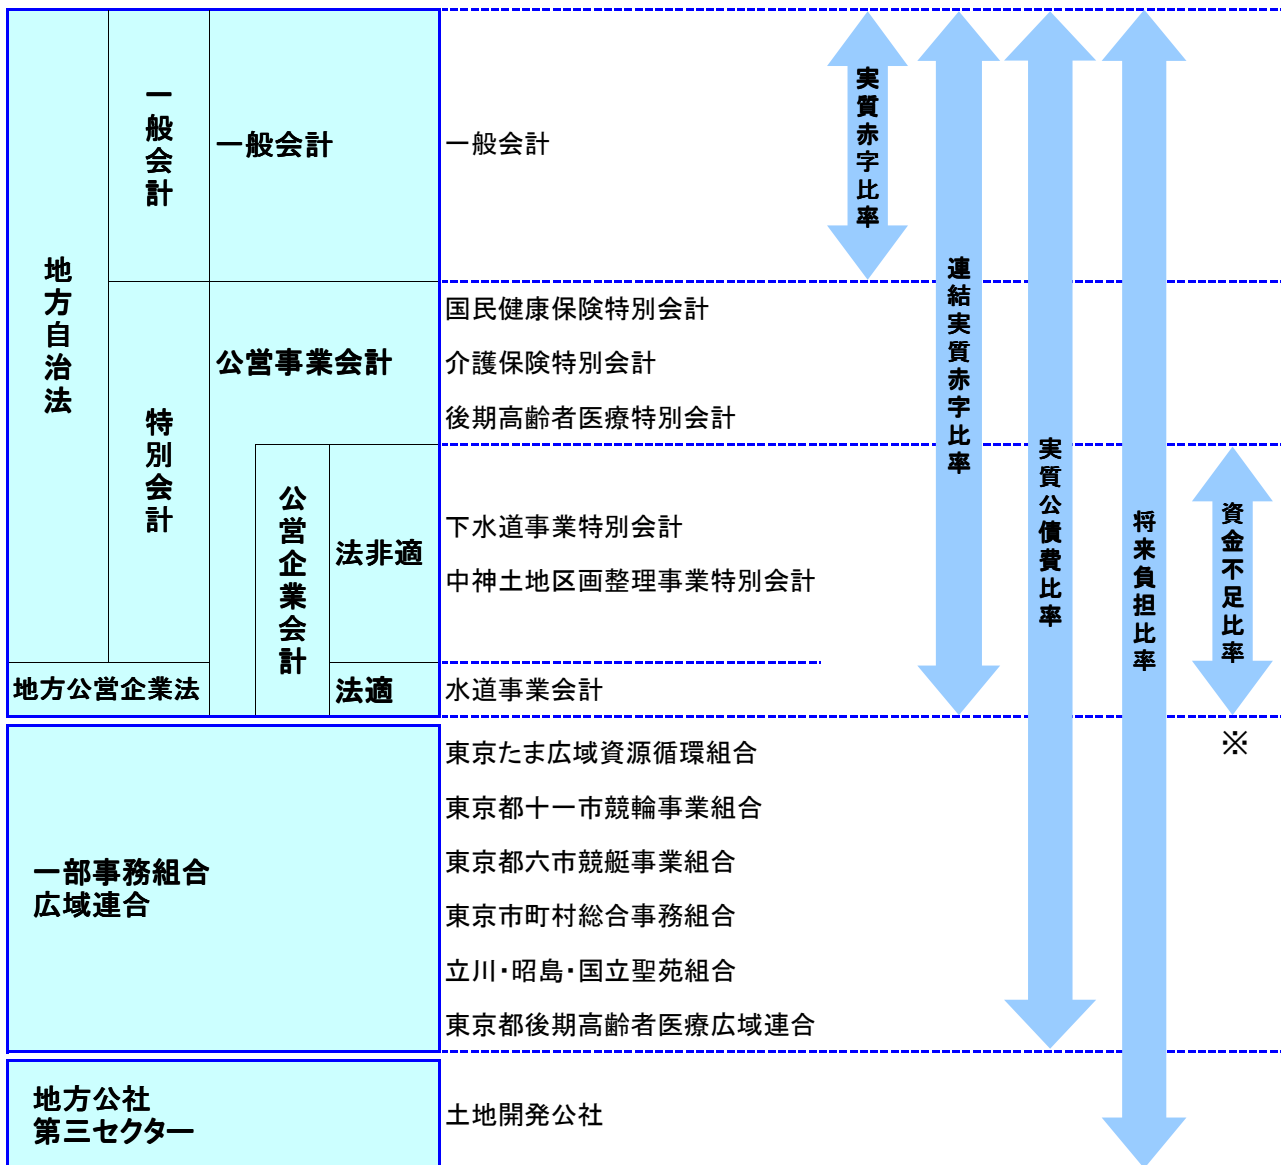 地方自治法
一般会計
一般会計
一般会計
特別会計
公営事業会計
国民健康保険特別会計
介護保険特別会計
後期高齢者医療特別会計
公営企業会計
法非適
下水道事業特別会計
中神土地区画整理事業特別会計
地方公営企業法
法適
水道事業会計
一部事務組合
広域連合
東京たま広域資源循環組合
東京都十一市競輪事業組合
東京都六市競艇事業組合
東京市町村総合事務組合
立川・昭島・国立聖苑組合
東京都後期高齢者医療広域連合
地方公社
第三セクター
土地開発公社
実質赤字比率
連結実質赤字比率
実質公債費比率
将来負担比率
資金不足比率
※